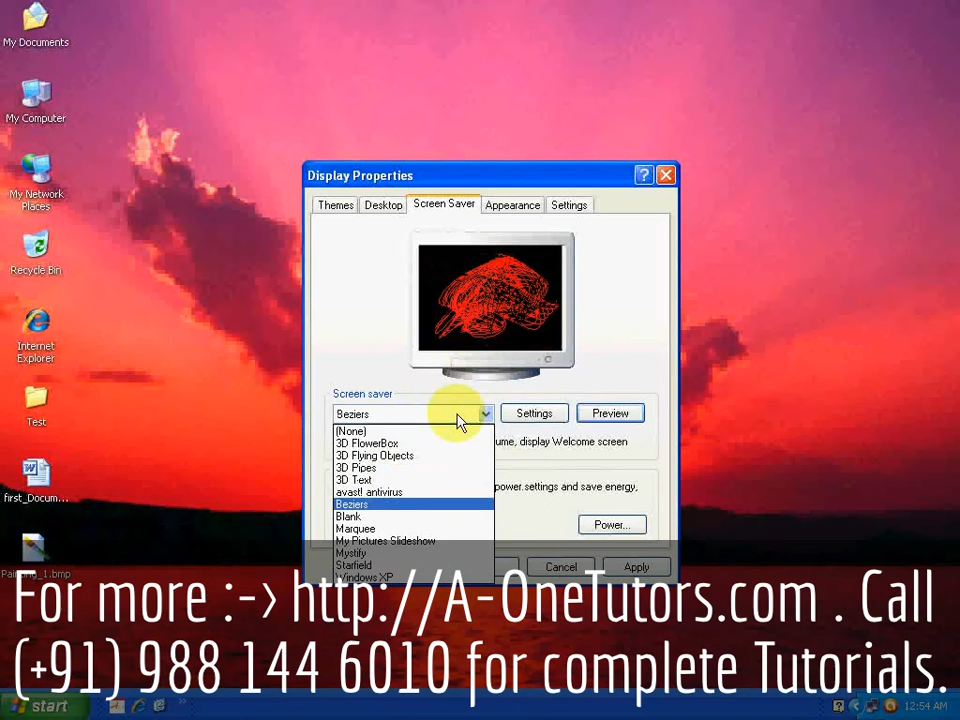 My Documents
My Computer
My Network
Places
Recycle Bin
Internet
Explorer
Test
first_Docum...
Painting_1.bmp
Display Properties
Themes
Desktop
Screen Saver
Appearance
Settings
Screen saver
Beziers
Settings
Preview
(None)
3D FlowerBox
3D Flying Objects
3D Pipes
3D Text
avast! antivirus
Beziers
Blank
Marquee
My Pictures Slideshow
Mystify
Starfield
Windows XP
ume, display Welcome screen
power settings and save energy,
Power...
Cancel
Apply
For more :-> http://A-OneTutors.com . Call
(+91) 988 144 6010 for complete Tutorials.
start
12:54 AM